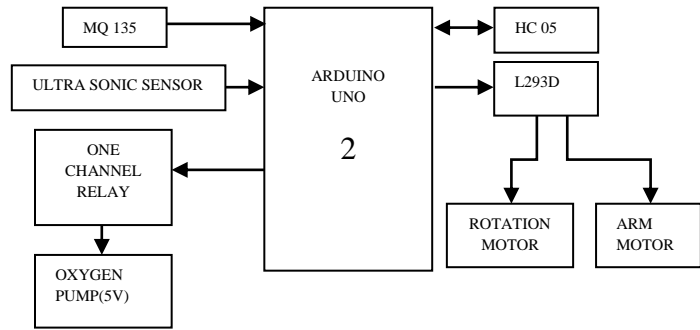 MQ 135
HC 05
ULTRA SONIC SENSOR
ARDUINO
UNO
2
L293D
ONE
CHANNEL
RELAY
ROTATION
MOTOR
ARM
MOTOR
OXYGEN
PUMP(5V)